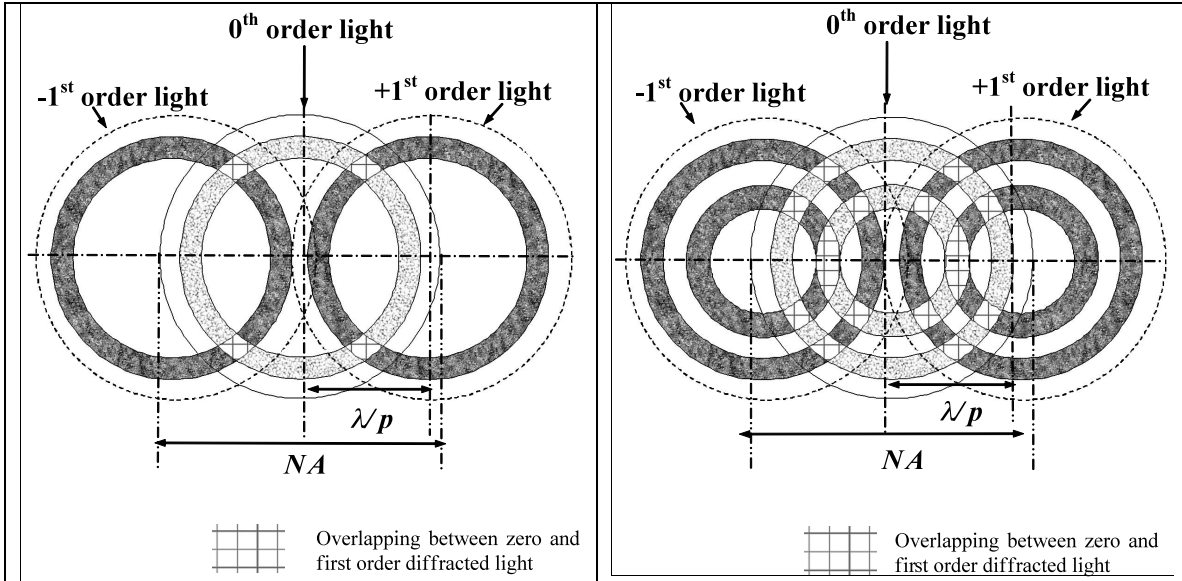 0th order light
-1st order light
+1st order light
λ/p
NA
Overlapping between zero and
first order diffracted light
0th order light
-1st order light
+1st order light
λ/p
NA
Overlapping between zero and
first order diffracted light